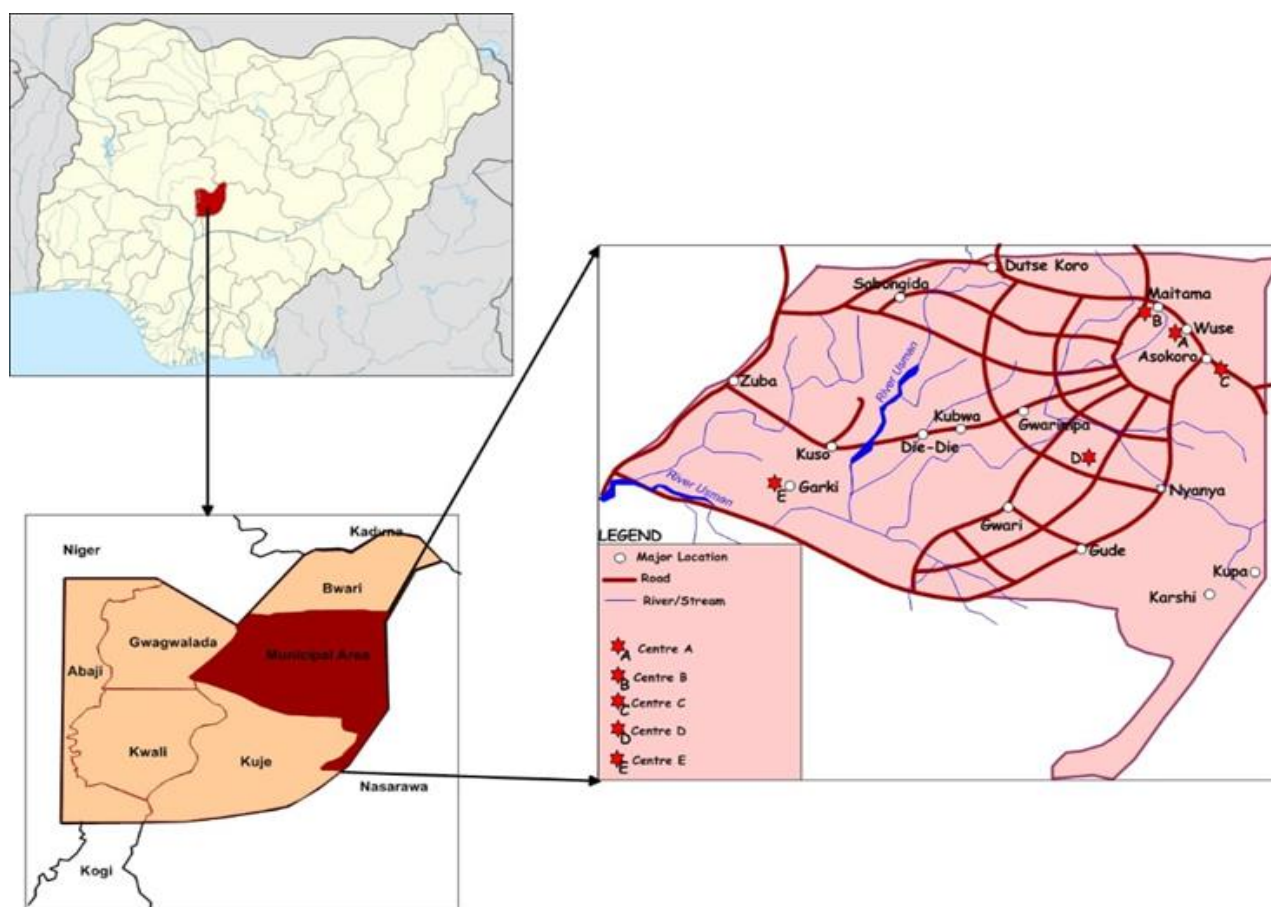 Kaduna
Niger
Bwari
Gwagwalada
Municipal Area
Abaji
Kwali
Kuje
Nasarawa
Kogi
Dutse Koro
Sabongida
Maitama
B
Wuse
A
Asokoro
C
Zuba
River Usman
Kubwa
Gwarimpa
Die-Die
Kuso
D
E
Garki
River Usman
Nyanya
Gwari
Gude
Kupa
Karshi
LEGEND
Major Location
Road
River/Stream
A Centre A
B Centre B
C Centre C
D Centre D
E Centre E